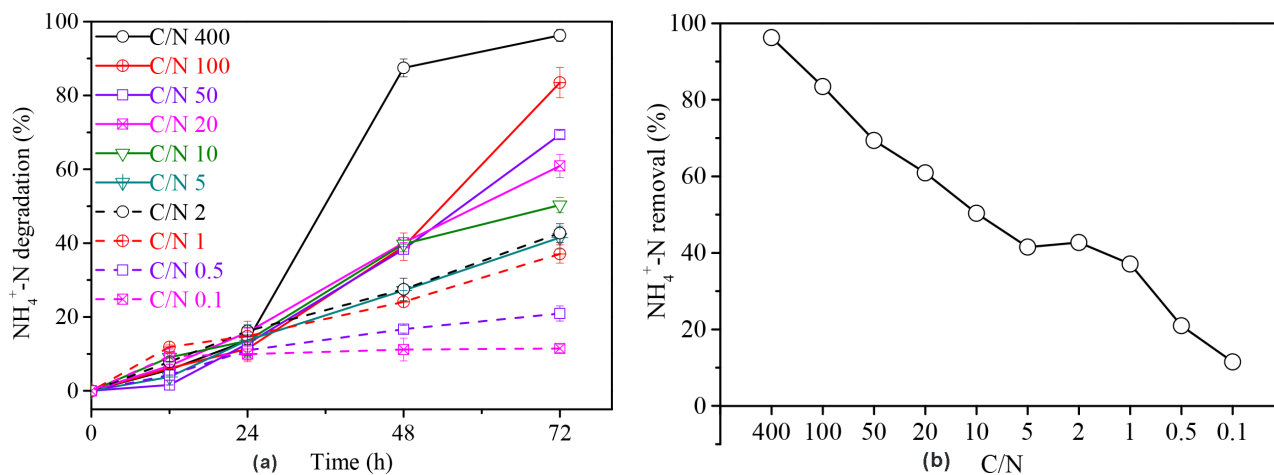 100
80
60
40
20
0
NH₄⁺-N degradation (%)
C/N 400
C/N 100
C/N 50
C/N 20
C/N 10
C/N 5
C/N 2
C/N 1
C/N 0.5
C/N 0.1
0 24 48 72
(a) Time (h)
100
80
60
40
20
0
NH₄⁺-N removal (%)
400 100 50 20 10 5 2 1 0.5 0.1
(b) C/N